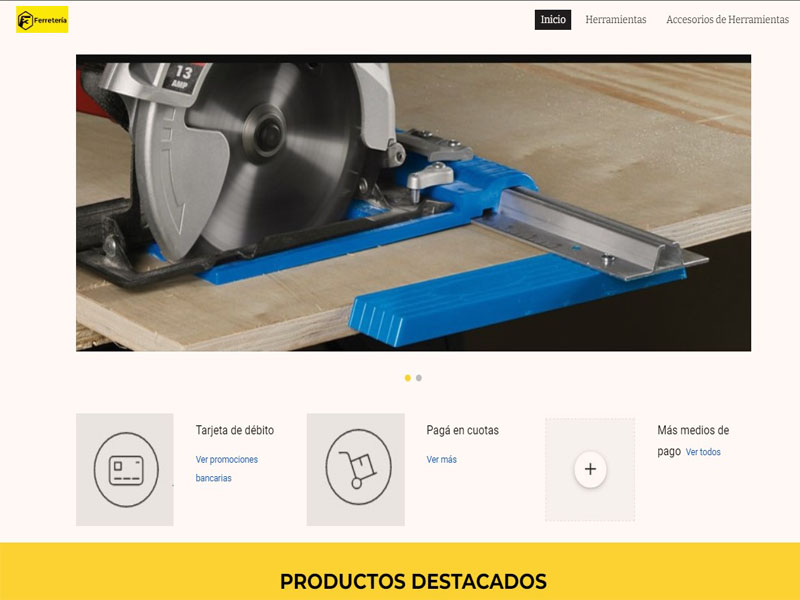 Ferretería
Inicio
Herramientas
Accesorios de Herramientas
13
AMP
Tarjeta de débito
Ver promociones
bancarias
Pagá en cuotas
Ver más
Más medios de
pago Ver todos
PRODUCTOS DESTACADOS